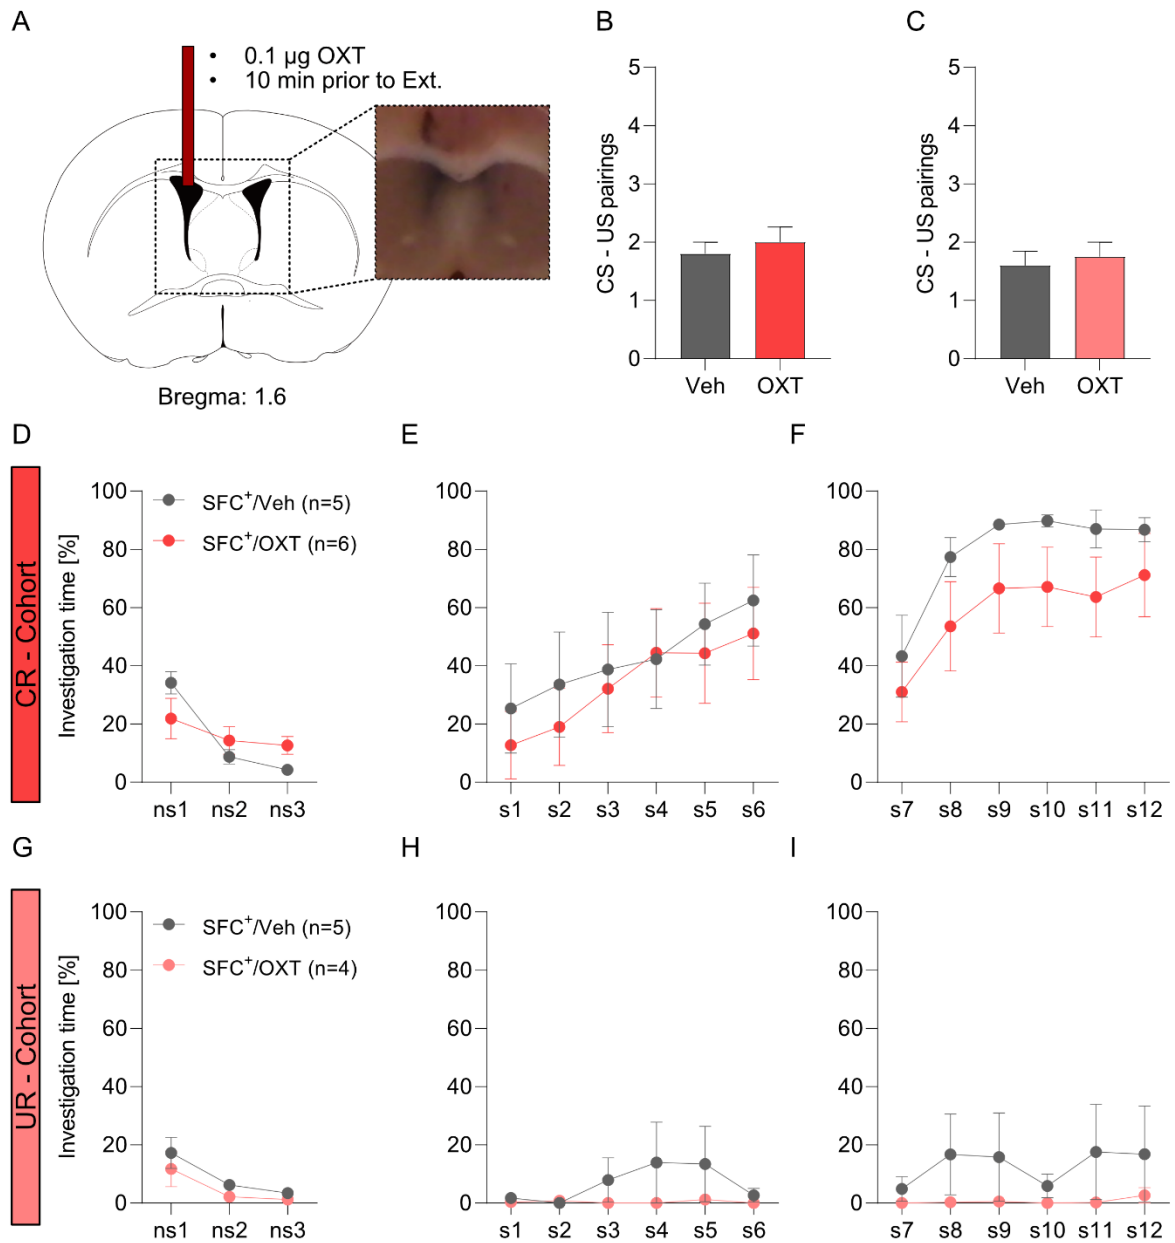 A
• 0.1 µg OXT
• 10 min prior to Ext.
Bregma: 1.6
B
CS - US pairings
5
4
3
2
1
0
Veh OXT
C
CS - US pairings
5
4
3
2
1
0
Veh OXT
CR - Cohort
D
Investigation time [%]
100
80
60
40
20
0
SFC+/Veh (n=5)
SFC+/OXT (n=6)
ns1 ns2 ns3
E
100
80
60
40
20
0
s1 s2 s3 s4 s5 s6
F
100
80
60
40
20
0
s7 s8 s9 s10 s11 s12
UR - Cohort
G
Investigation time [%]
100
80
60
40
20
0
SFC+/Veh (n=5)
SFC+/OXT (n=4)
ns1 ns2 ns3
H
100
80
60
40
20
0
s1 s2 s3 s4 s5 s6
I
100
80
60
40
20
0
s7 s8 s9 s10 s11 s12